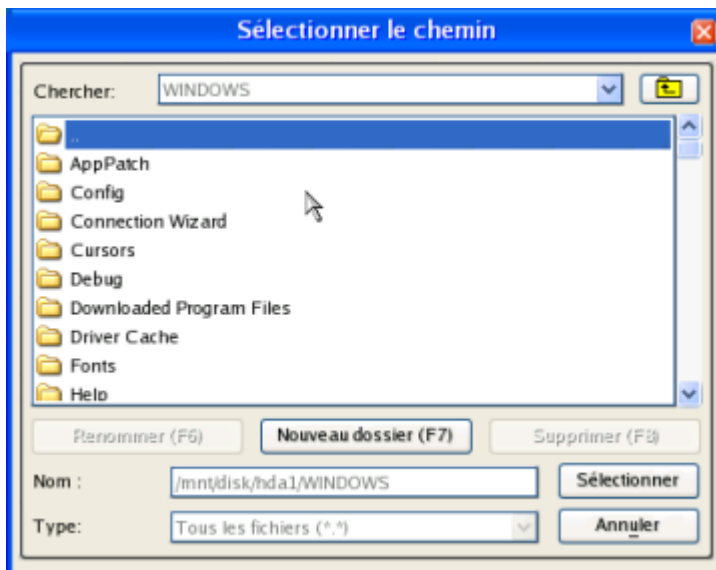 Sélectionner le chemin
Chercher: WINDOWS
..
AppPatch
Config
Connection Wizard
Cursors
Debug
Downloaded Program Files
Driver Cache
Fonts
Help
Renommer (F6) Nouveau dossier (F7) Supprimer (F8)
Nom : /mnt/disk/hda1/WINDOWS Sélectionner
Type: Tous les fichiers (*.*) Annuler